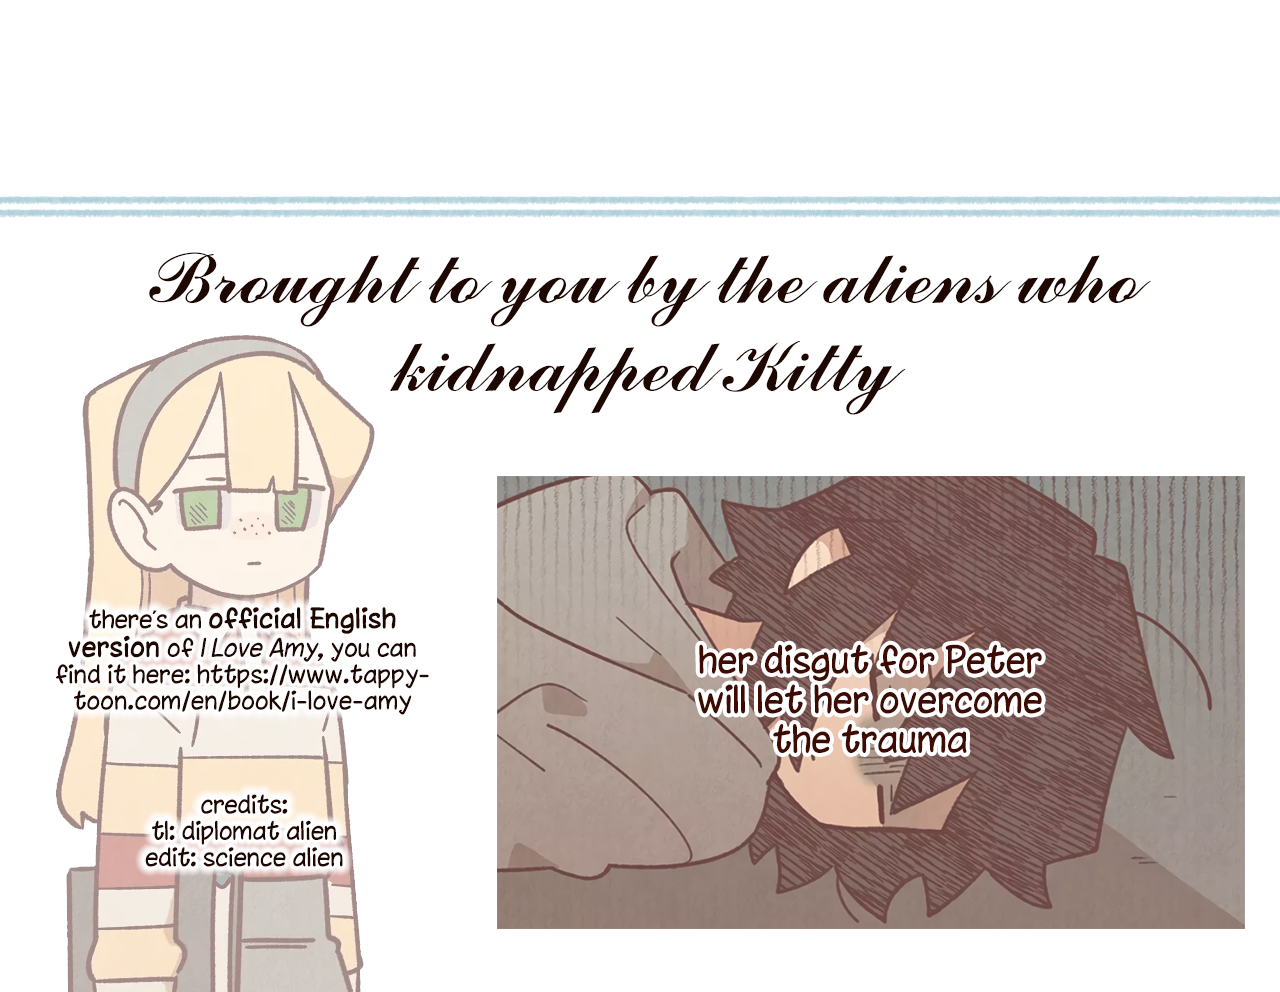 Brought to you by the aliens who
kidnapped Kitty
there's an official English
version of I Love Amy, you can
find it here: https://www.tappy-
toon.com/en/book/i-love-amy
credits:
tl: diplomat alien
edit: science alien
her disgut for Peter
will let her overcome
the trauma